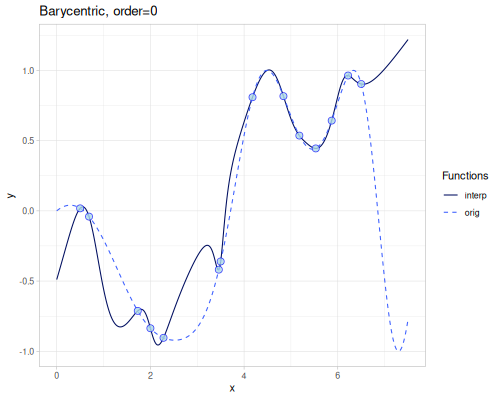 Barycentric, order=0
1.0
0.5
0.0
-0.5
-1.0
y
0 2 4 6
x
Functions
interp
orig